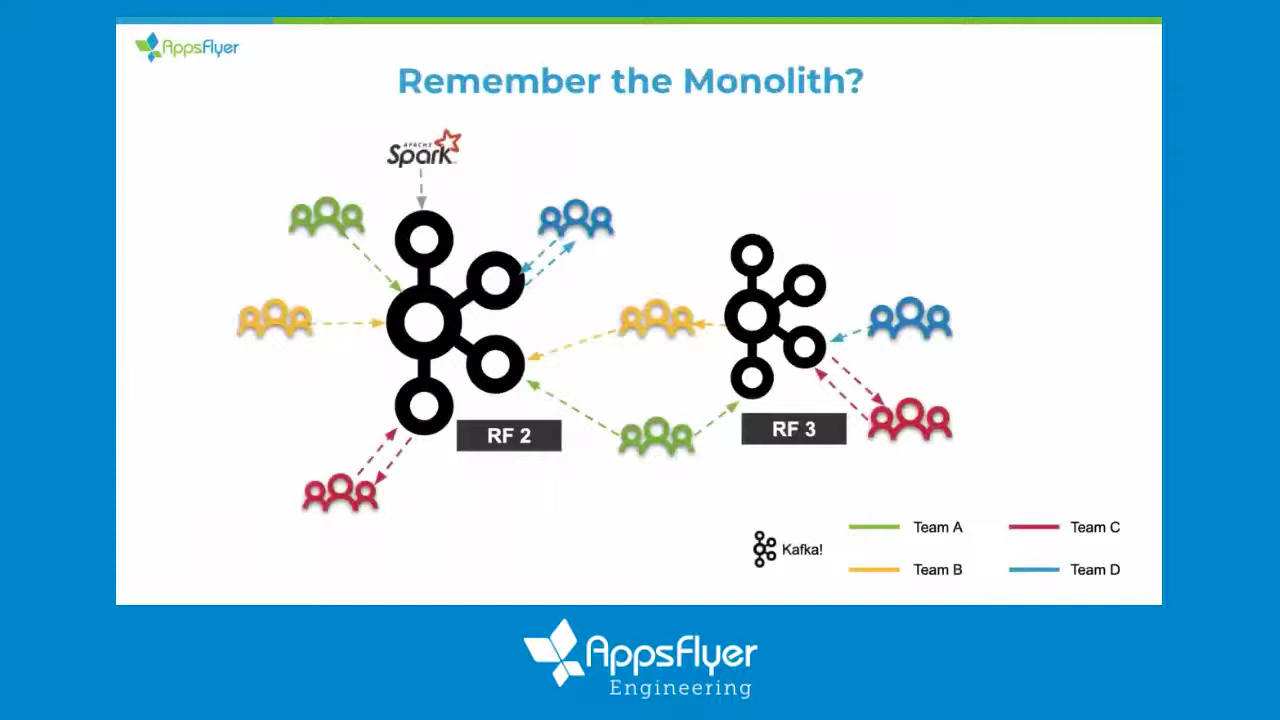 AppsFlyer
Remember the Monolith?
APACHE
Spark
RF 2
RF 3
Kafka!
Team A
Team C
Team B
Team D
AppsFlyer
Engineering